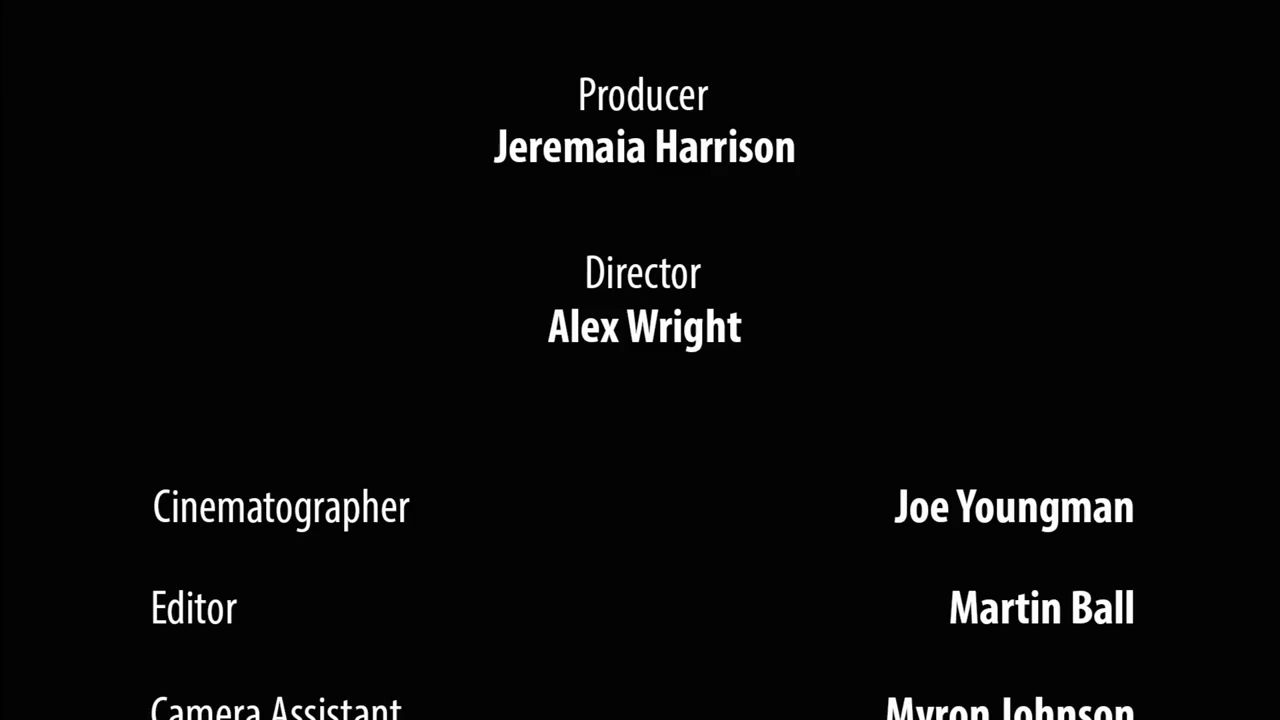 Producer
Jeremaia Harrison
Director
Alex Wright
Cinematographer Joe Youngman
Editor Martin Ball
Camera Assistant Myron Johnson